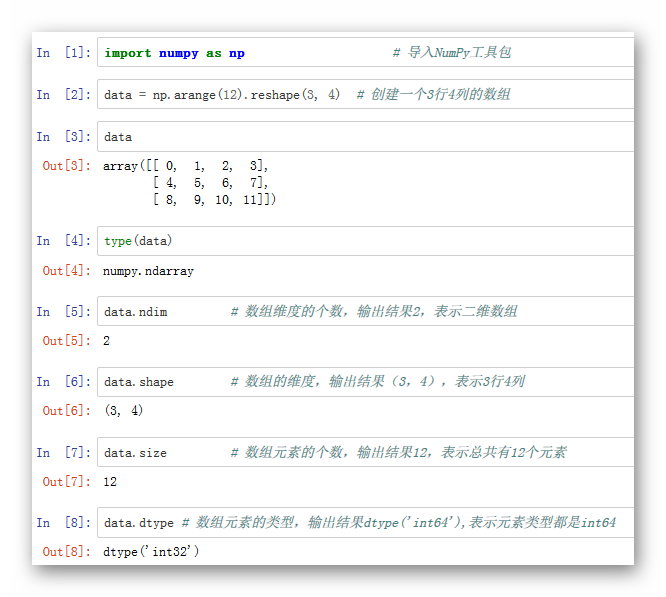 In [1]: import numpy as np # 导入NumPy工具包
In [2]: data = np.arange(12).reshape(3, 4) # 创建一个3行4列的数组
In [3]: data
Out[3]: array([[ 0, 1, 2, 3],
[ 4, 5, 6, 7],
[ 8, 9, 10, 11]])
In [4]: type(data)
Out[4]: numpy.ndarray
In [5]: data.ndim # 数组维度的个数，输出结果2，表示二维数组
Out[5]: 2
In [6]: data.shape # 数组的维度，输出结果（3，4），表示3行4列
Out[6]: (3, 4)
In [7]: data.size # 数组元素的个数，输出结果12，表示总共有12个元素
Out[7]: 12
In [8]: data.dtype # 数组元素的类型，输出结果dtype('int64'),表示元素类型都是int64
Out[8]: dtype('int32')